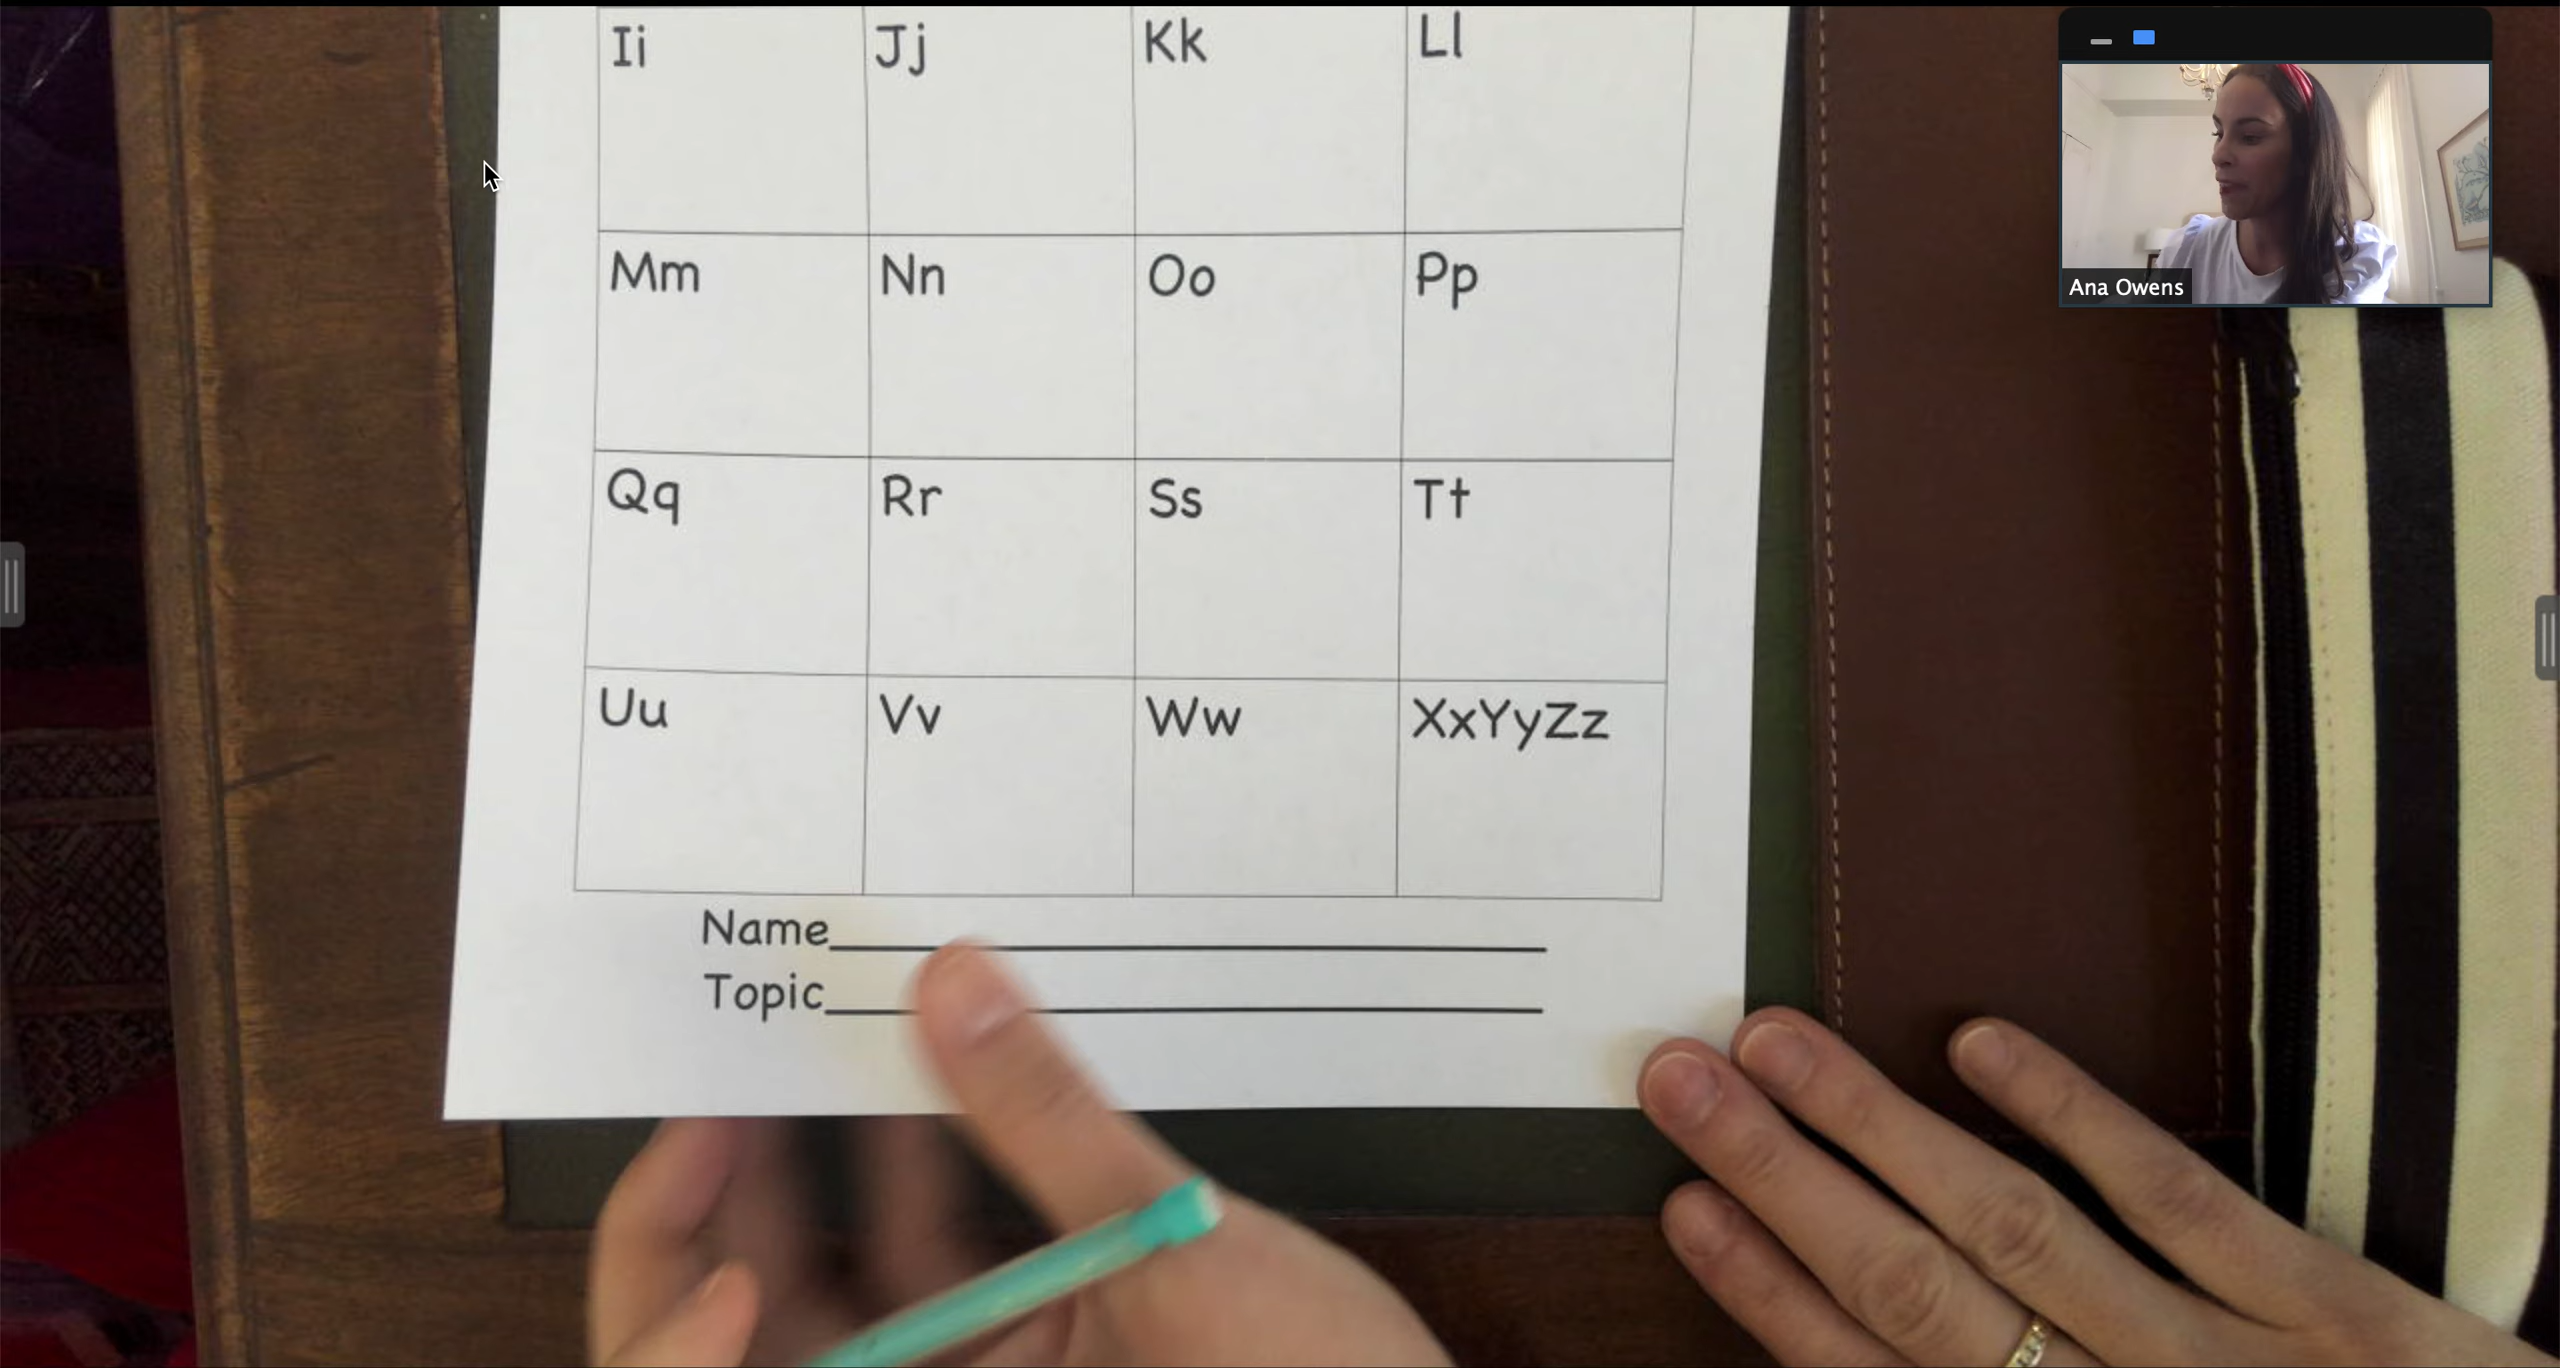 Ii Jj Kk Ll
Ana Owens
Mm Nn Oo Pp
Qq Rr Ss Tt
Uu Vv Ww XxYyZz
Name
Topic